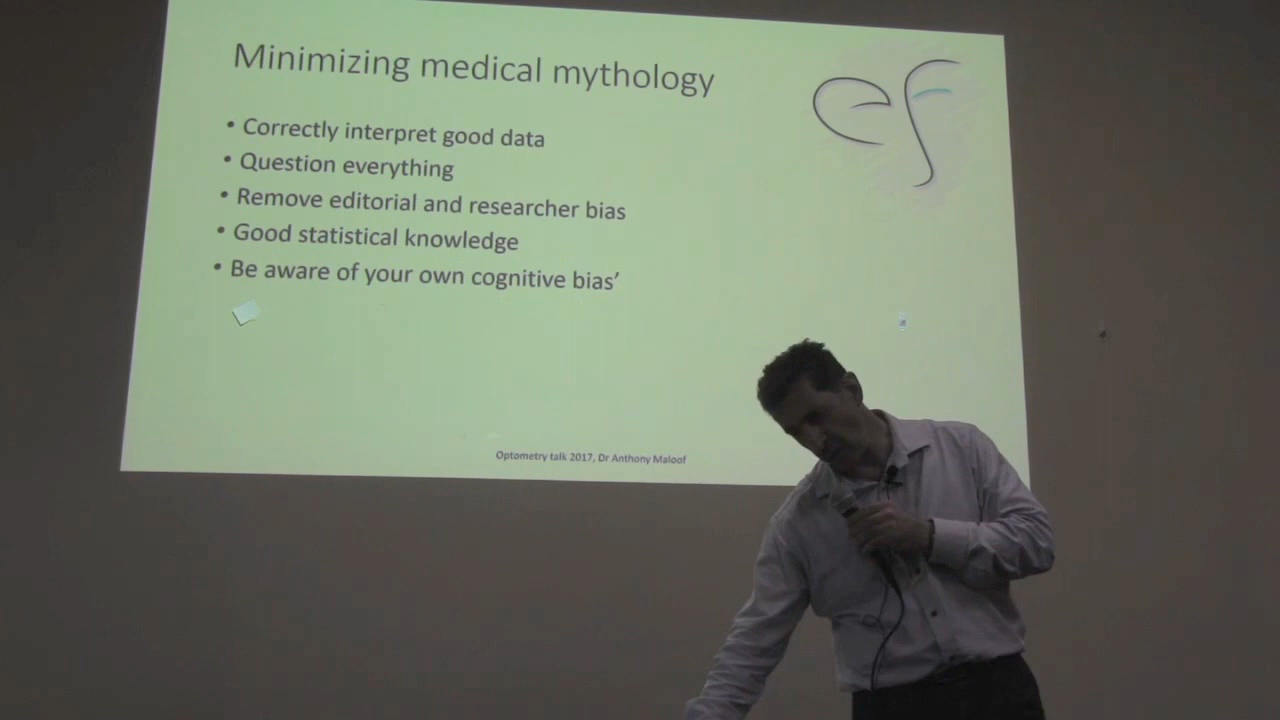 Minimizing medical mythology
• Correctly interpret good data
• Question everything
• Remove editorial and researcher bias
• Good statistical knowledge
• Be aware of your own cognitive bias’
Optometry talk 2017, Dr Anthony Maloof